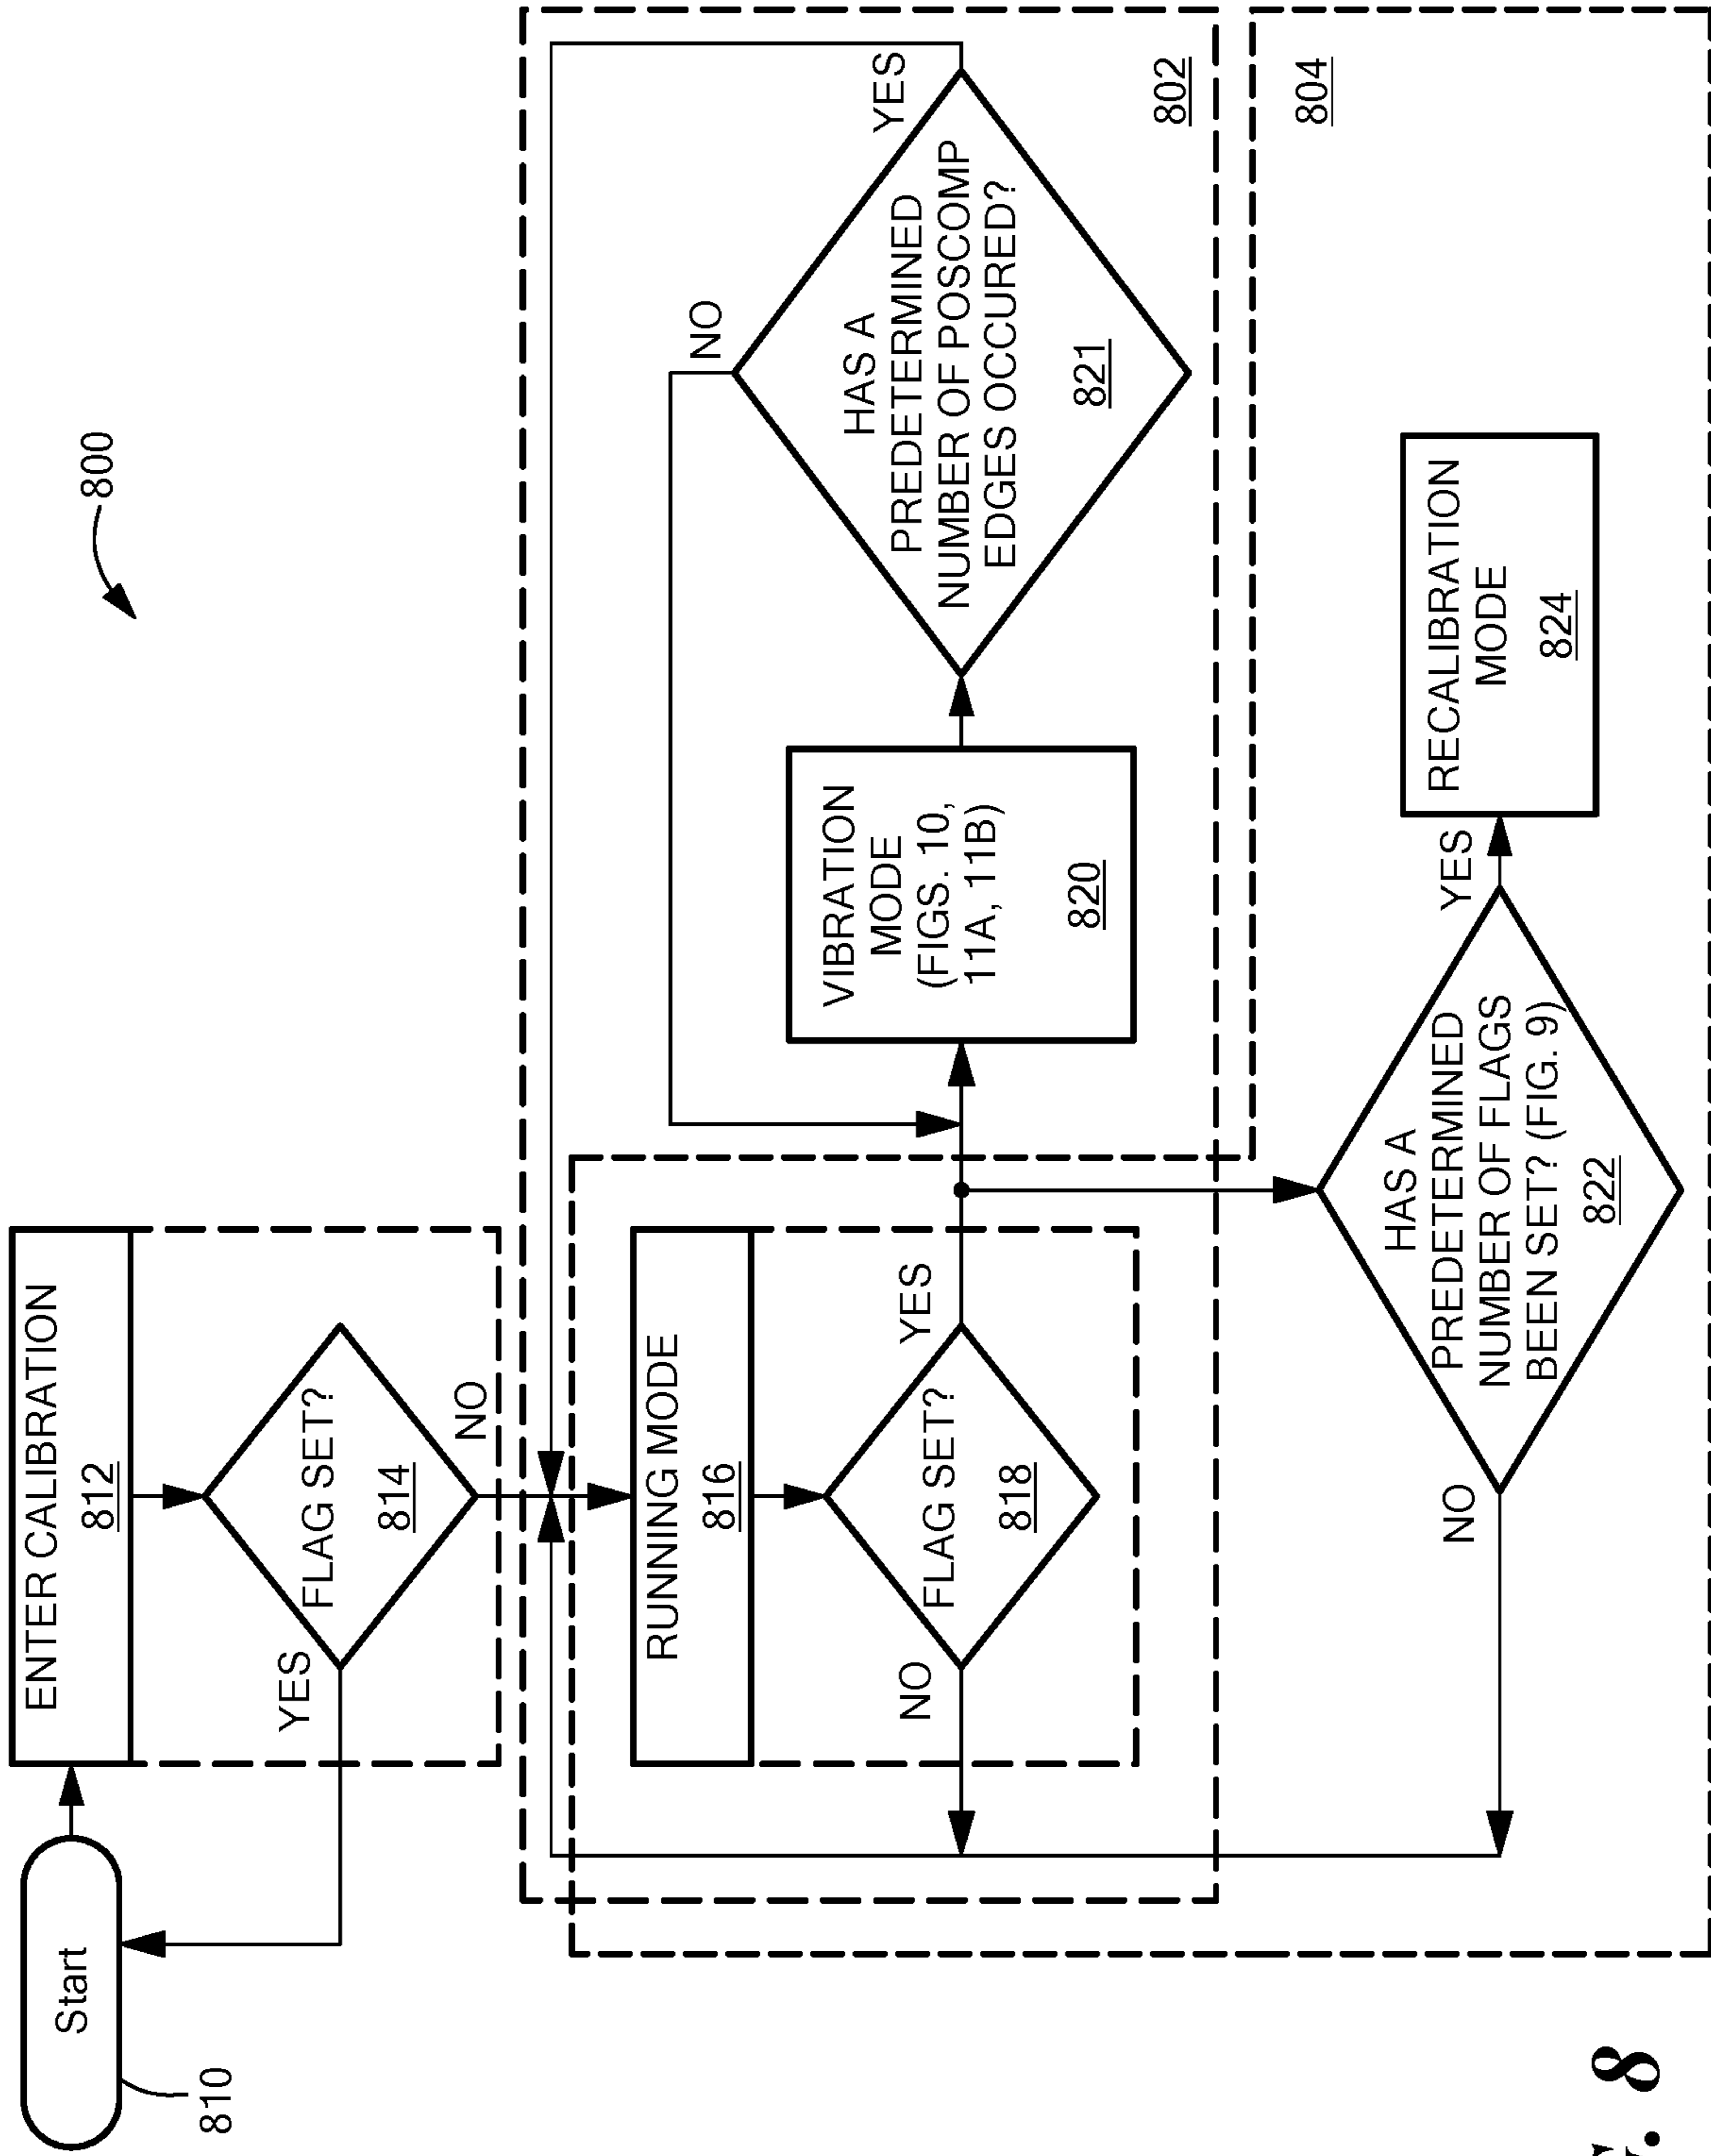 800
Start
810
ENTER CALIBRATION
812
FLAG SET?
814
YES
NO
RUNNING MODE
816
FLAG SET?
818
NO
YES
VIBRATION
MODE
(FIGS. 10,
11A, 11B)
820
HAS A
PREDETERMINED
NUMBER OF POSCOMP
EDGES OCCURED?
821
NO
YES
802
804
HAS A
PREDETERMINED
NUMBER OF FLAGS
BEEN SET? (FIG. 9)
822
NO
YES
RECALIBRATION
MODE
824
8